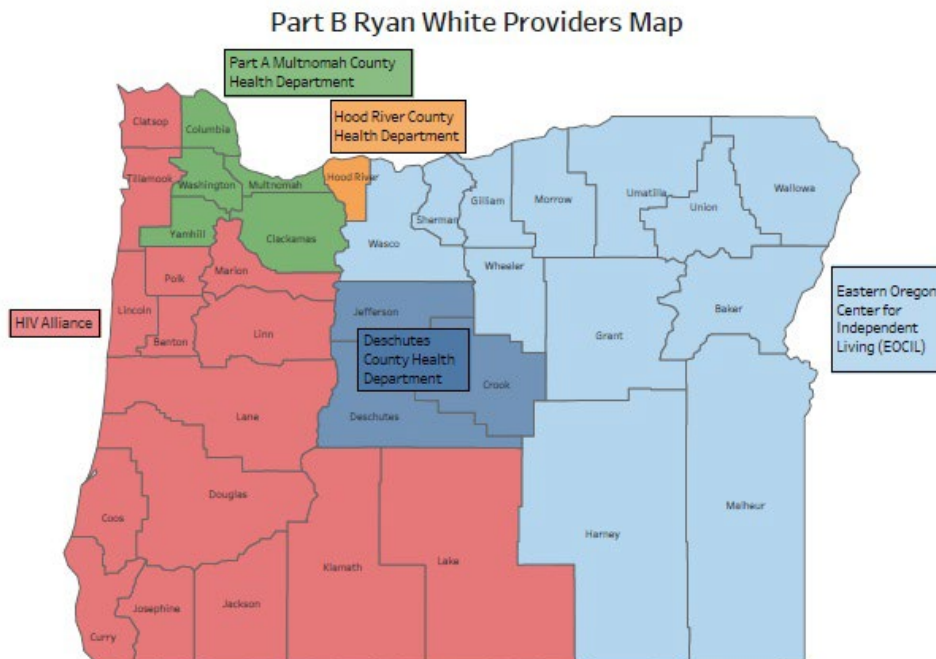 Part B Ryan White Providers Map
Part A Multnomah County
Health Department
Hood River County
Health Department
Clatsop
Columbia
Tillamook
Washington
Multnomah
Hood River
Yamhill
Clackamas
Wasco
Sherman
Gilliam
Morrow
Umatilla
Union
Wallowa
Polk
Marion
Wheeler
Lincoln
Benton
Linn
Jefferson
Grant
Baker
HIV Alliance
Eastern Oregon
Center for
Independent
Living (EOCIL)
Deschutes
County Health
Department
Crook
Lane
Deschutes
Douglas
Coos
Harney
Malheur
Klamath
Lake
Josephine
Jackson
Curry